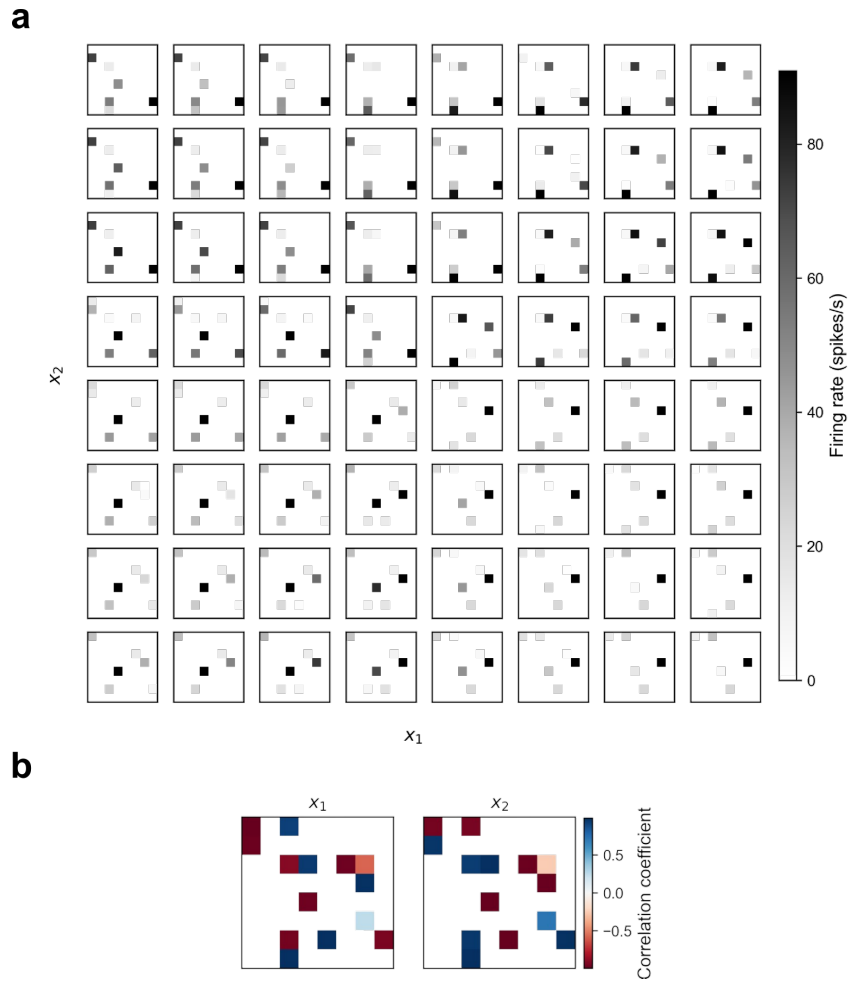 a
80
60
40
20
0
Firing rate (spikes/s)
x2
x1
b
x1
x2
0.5
0.0
−0.5
Correlation coefficient